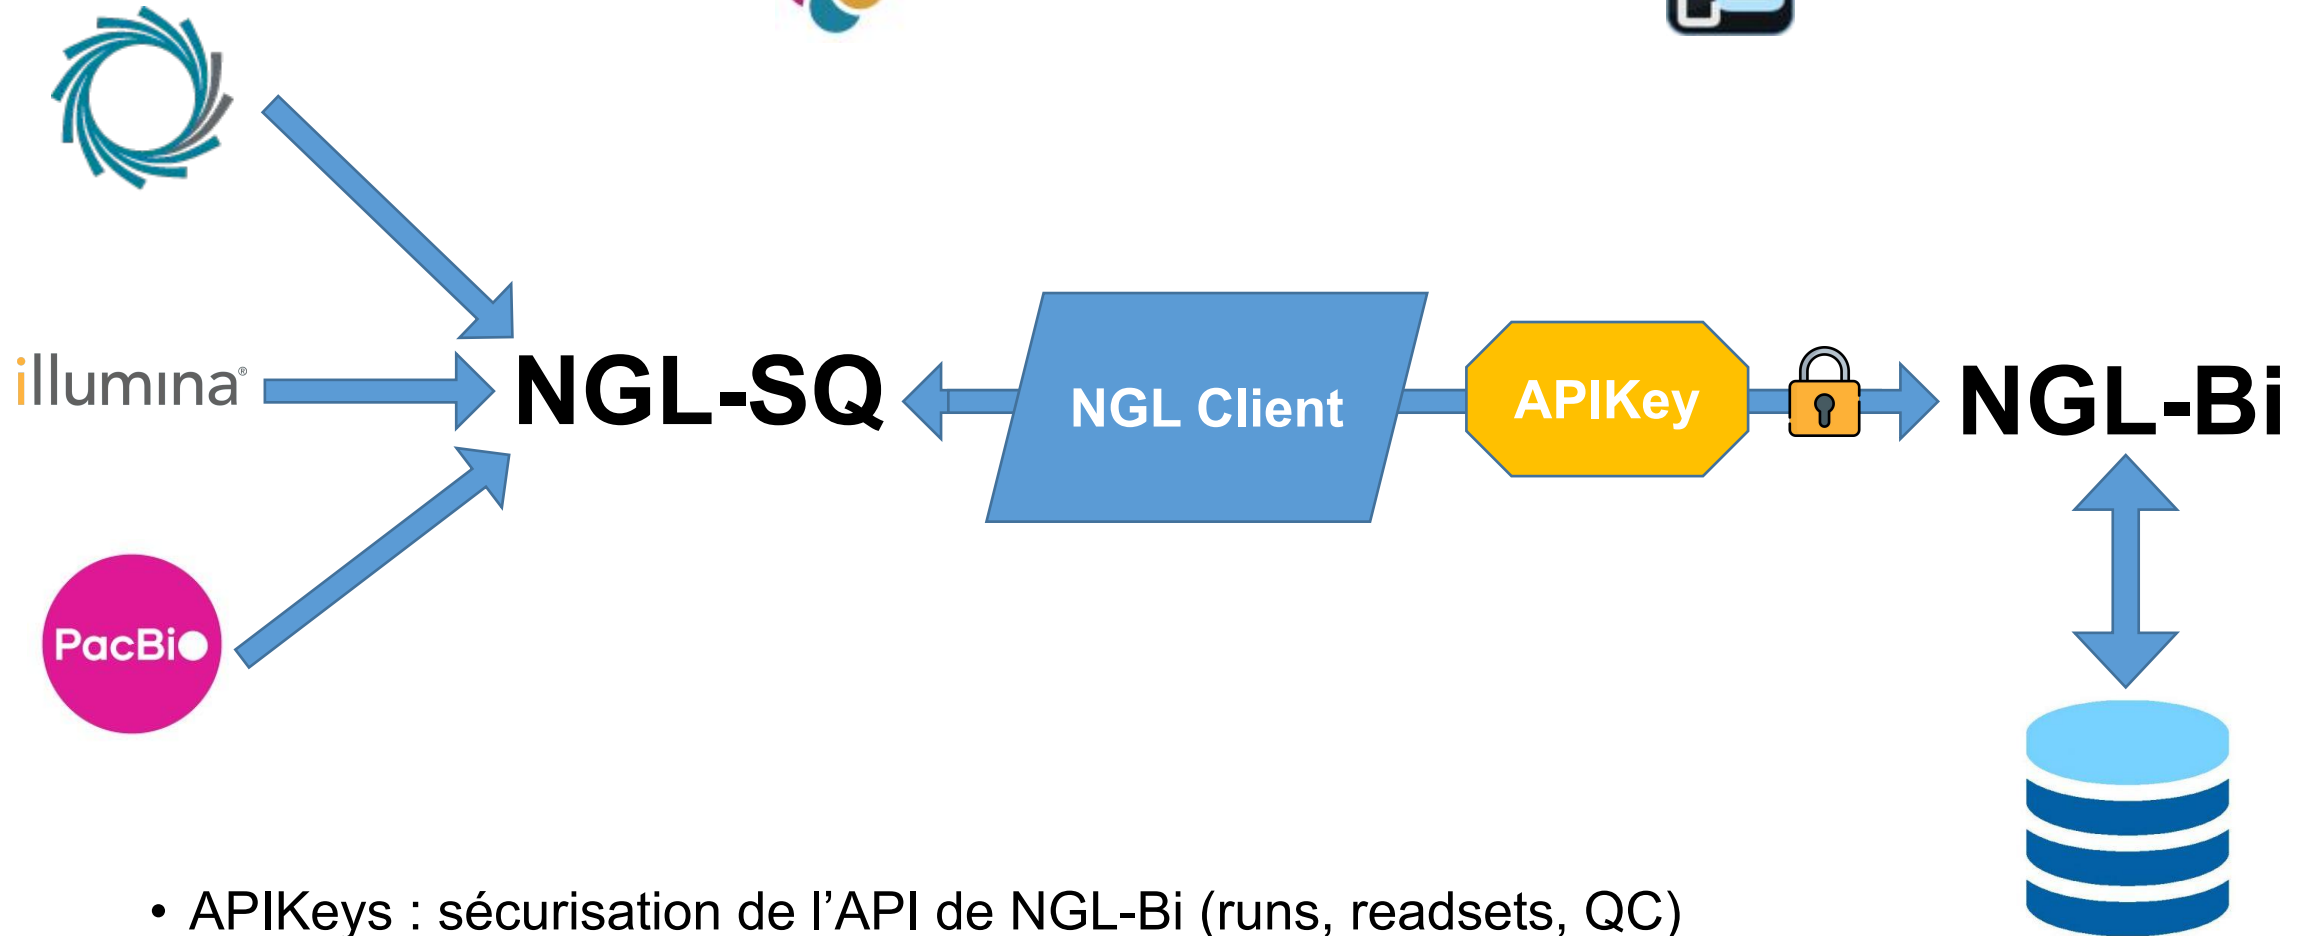 illumina®
NGL-SQ
NGL Client
APIKey
NGL-Bi
PacBio
• APIKeys : sécurisation de l’API de NGL-Bi (runs, readsets, QC)